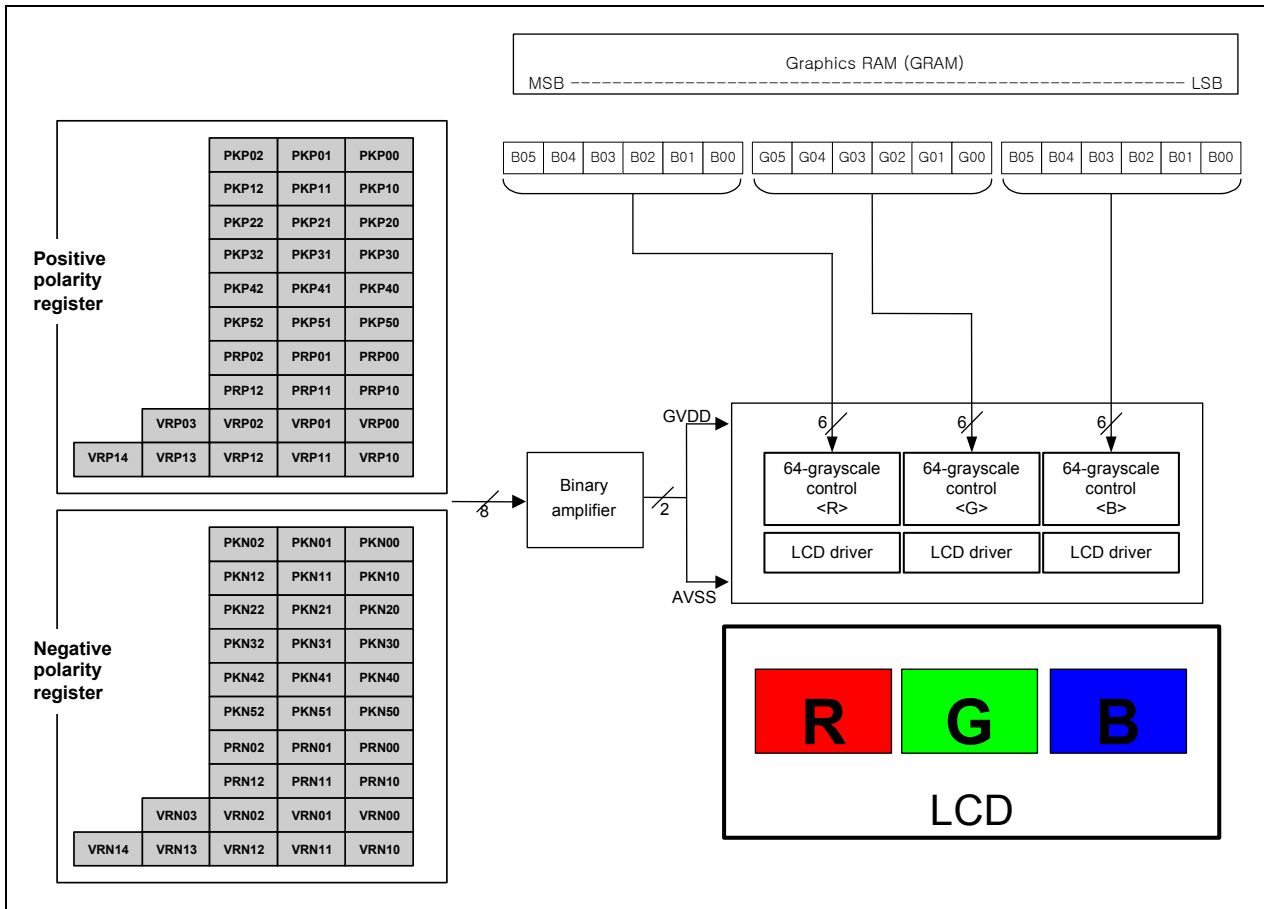 Graphics RAM (GRAM)
MSB ---------------------------------------------------------------------- LSB
B05 B04 B03 B02 B01 B00 G05 G04 G03 G02 G01 G00 B05 B04 B03 B02 B01 B00
Positive
polarity
register
PKP02 PKP01 PKP00
PKP12 PKP11 PKP10
PKP22 PKP21 PKP20
PKP32 PKP31 PKP30
PKP42 PKP41 PKP40
PKP52 PKP51 PKP50
PRP02 PRP01 PRP00
PRP12 PRP11 PRP10
VRP03 VRP02 VRP01 VRP00
VRP14 VRP13 VRP12 VRP11 VRP10
Negative
polarity
register
PKN02 PKN01 PKN00
PKN12 PKN11 PKN10
PKN22 PKN21 PKN20
PKN32 PKN31 PKN30
PKN42 PKN41 PKN40
PKN52 PKN51 PKN50
PRN02 PRN01 PRN00
PRN12 PRN11 PRN10
VRN03 VRN02 VRN01 VRN00
VRN14 VRN13 VRN12 VRN11 VRN10
8
Binary
amplifier
2
GVDD
AVSS
6 6 6
64-grayscale
control
<R>
64-grayscale
control
<G>
64-grayscale
control
<B>
LCD driver LCD driver LCD driver
R G B
LCD